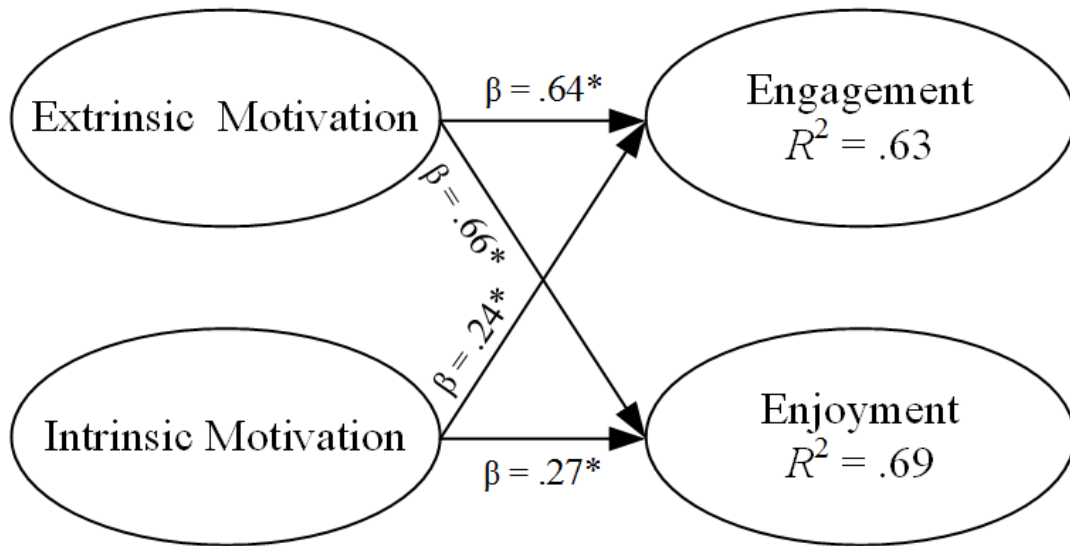 Extrinsic Motivation
β = .64*
Engagement
R² = .63
β = .66*
β = .24*
Intrinsic Motivation
β = .27*
Enjoyment
R² = .69